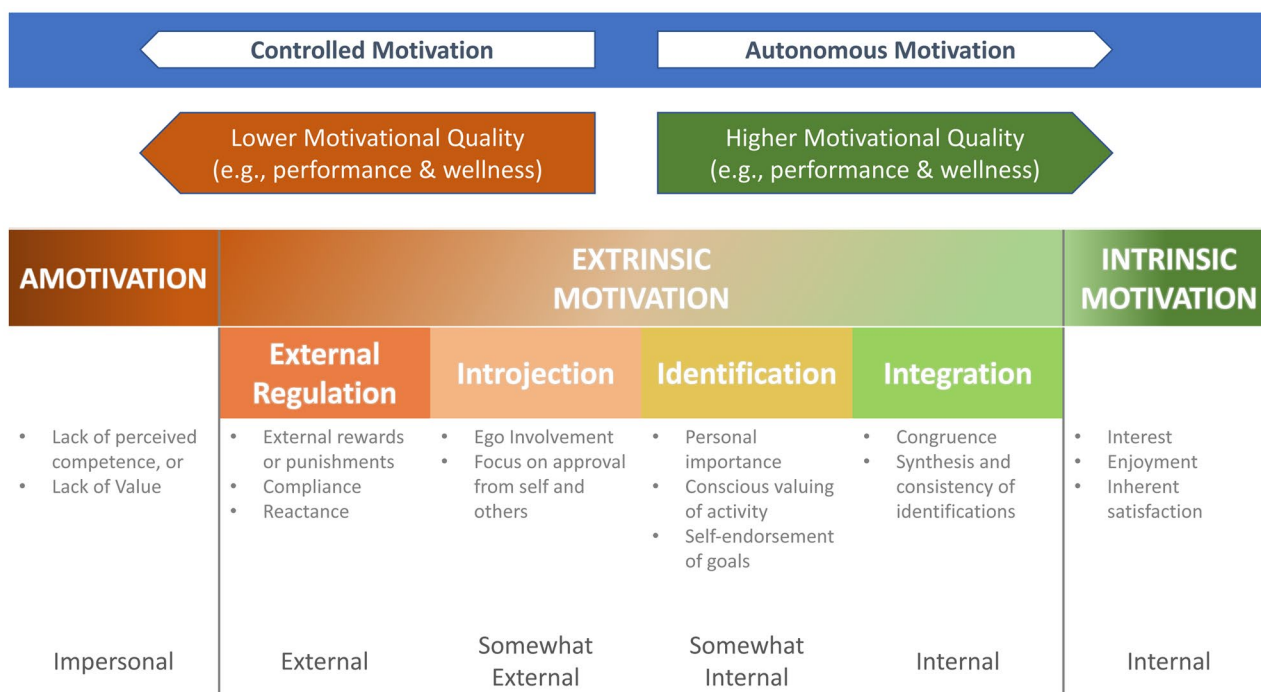 Controlled Motivation
Autonomous Motivation
Lower Motivational Quality
(e.g., performance & wellness)
Higher Motivational Quality
(e.g., performance & wellness)
AMOTIVATION
EXTRINSIC
MOTIVATION
INTRINSIC
MOTIVATION
External
Regulation
Introjection
Identification
Integration
• Lack of perceived
competence, or
• Lack of Value
• External rewards
or punishments
• Compliance
• Reactance
• Ego Involvement
• Focus on approval
from self and
others
• Personal
importance
• Conscious valuing
of activity
• Self-endorsement
of goals
• Congruence
• Synthesis and
consistency of
identifications
• Interest
• Enjoyment
• Inherent
satisfaction
Impersonal
External
Somewhat
External
Somewhat
Internal
Internal
Internal